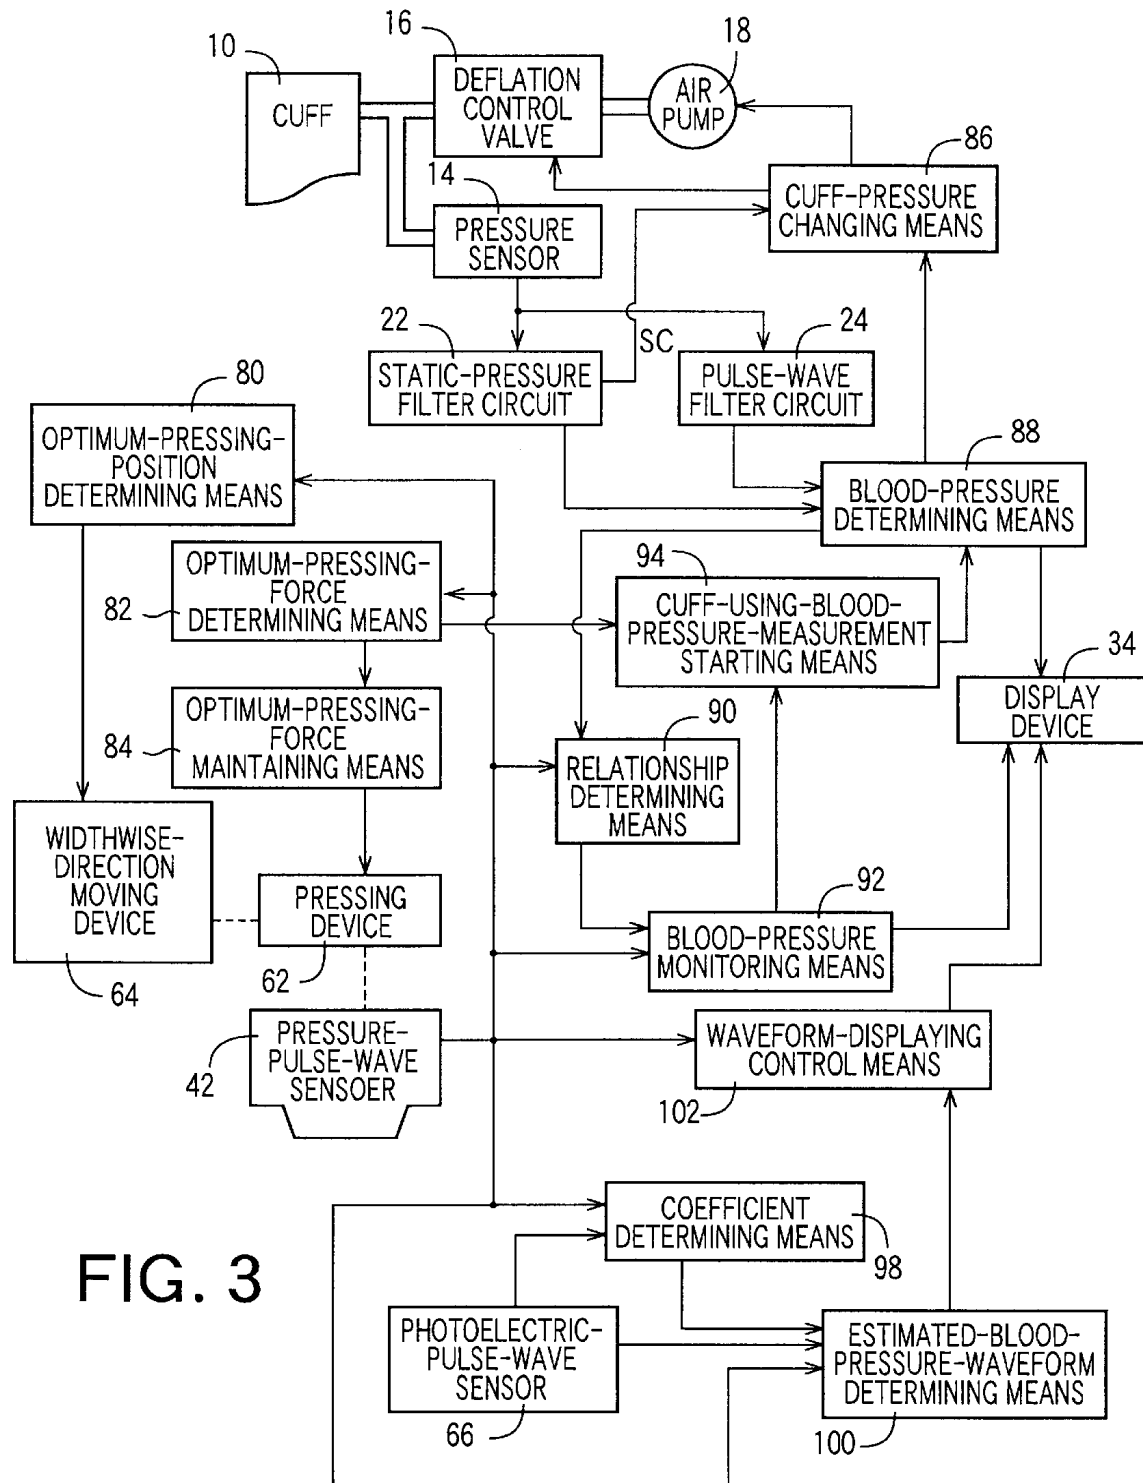 16
18
10
DEFLATION
CONTROL
VALVE
AIR
PUMP
CUFF
86
14
CUFF-PRESSURE
CHANGING MEANS
PRESSURE
SENSOR
22
SC
24
STATIC-PRESSURE
FILTER CIRCUIT
PULSE-WAVE
FILTER CIRCUIT
80
OPTIMUM-PRESSING-
POSITION
DETERMINING MEANS
88
BLOOD-PRESSURE
DETERMINING MEANS
82
OPTIMUM-PRESSING-
FORCE
DETERMINING MEANS
94
CUFF-USING-BLOOD-
PRESSURE-MEASUREMENT
STARTING MEANS
34
DISPLAY
DEVICE
84
OPTIMUM-PRESSING-
FORCE
MAINTAINING MEANS
90
RELATIONSHIP
DETERMINING
MEANS
WIDTHWISE-
DIRECTION
MOVING
DEVICE
64
PRESSING
DEVICE
62
92
BLOOD-PRESSURE
MONITORING MEANS
42
PRESSURE-
PULSE-WAVE
SENSOER
WAVEFORM-DISPLAYING
CONTROL MEANS
102
COEFFICIENT
DETERMINING MEANS
98
FIG. 3
PHOTOELECTRIC-
PULSE-WAVE
SENSOR
66
ESTIMATED-BLOOD-
PRESSURE-WAVEFORM
DETERMINING MEANS
100